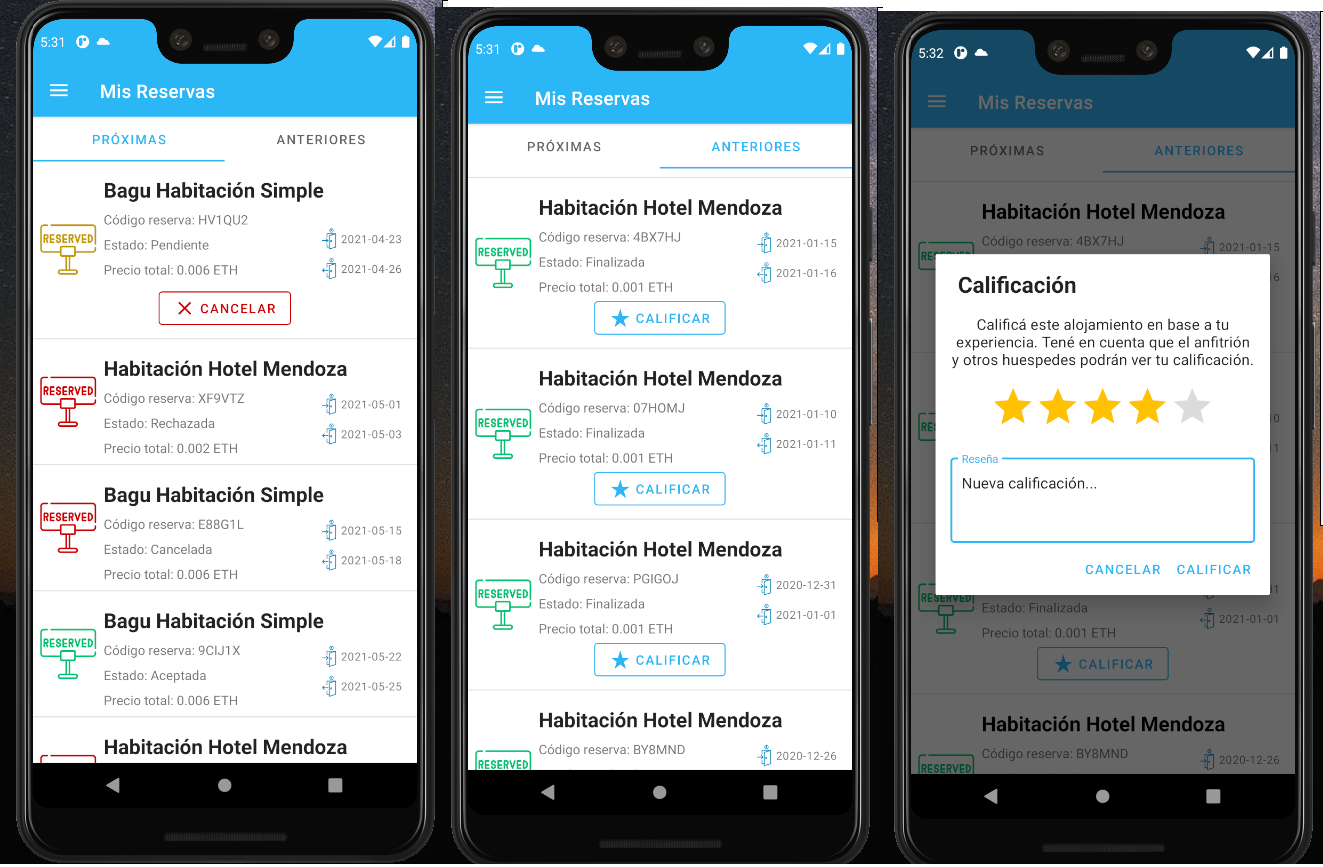 5:31
Mis Reservas
PRÓXIMAS
ANTERIORES
Bagu Habitación Simple
RESERVED
Código reserva: HV1QU2
Estado: Pendiente
2021-04-23
Precio total: 0.006 ETH
2021-04-26
CANCELAR
Habitación Hotel Mendoza
RESERVED
Código reserva: XF9VTZ
2021-05-01
Estado: Rechazada
2021-05-03
Precio total: 0.002 ETH
Bagu Habitación Simple
RESERVED
Código reserva: E88G1L
2021-05-15
Estado: Cancelada
2021-05-18
Precio total: 0.006 ETH
Bagu Habitación Simple
RESERVED
Código reserva: 9CIJ1X
2021-05-22
Estado: Aceptada
2021-05-25
Precio total: 0.006 ETH
Habitación Hotel Mendoza
5:31
Mis Reservas
PRÓXIMAS
ANTERIORES
Habitación Hotel Mendoza
RESERVED
Código reserva: 4BX7HJ
2021-01-15
Estado: Finalizada
2021-01-16
Precio total: 0.001 ETH
CALIFICAR
Habitación Hotel Mendoza
RESERVED
Código reserva: 07HOMJ
2021-01-10
Estado: Finalizada
2021-01-11
Precio total: 0.001 ETH
CALIFICAR
Habitación Hotel Mendoza
RESERVED
Código reserva: PGIGOJ
2020-12-31
Estado: Finalizada
2021-01-01
Precio total: 0.001 ETH
CALIFICAR
Habitación Hotel Mendoza
RESERVED
Código reserva: BY8MND
2020-12-26
5:32
Mis Reservas
PRÓXIMAS
ANTERIORES
Habitación Hotel Mendoza
Código reserva: 4BX7HJ
2021-01-15
Calificación
Calificá este alojamiento en base a tu
experiencia. Tené en cuenta que el anfitrión
y otros huespedes podrán ver tu calificación.
Reseña
Nueva calificación...
CANCELAR
CALIFICAR
RESERVED
Estado: Finalizada
2021-01-01
Precio total: 0.001 ETH
CALIFICAR
Habitación Hotel Mendoza
RESERVED
Código reserva: BY8MND
2020-12-26